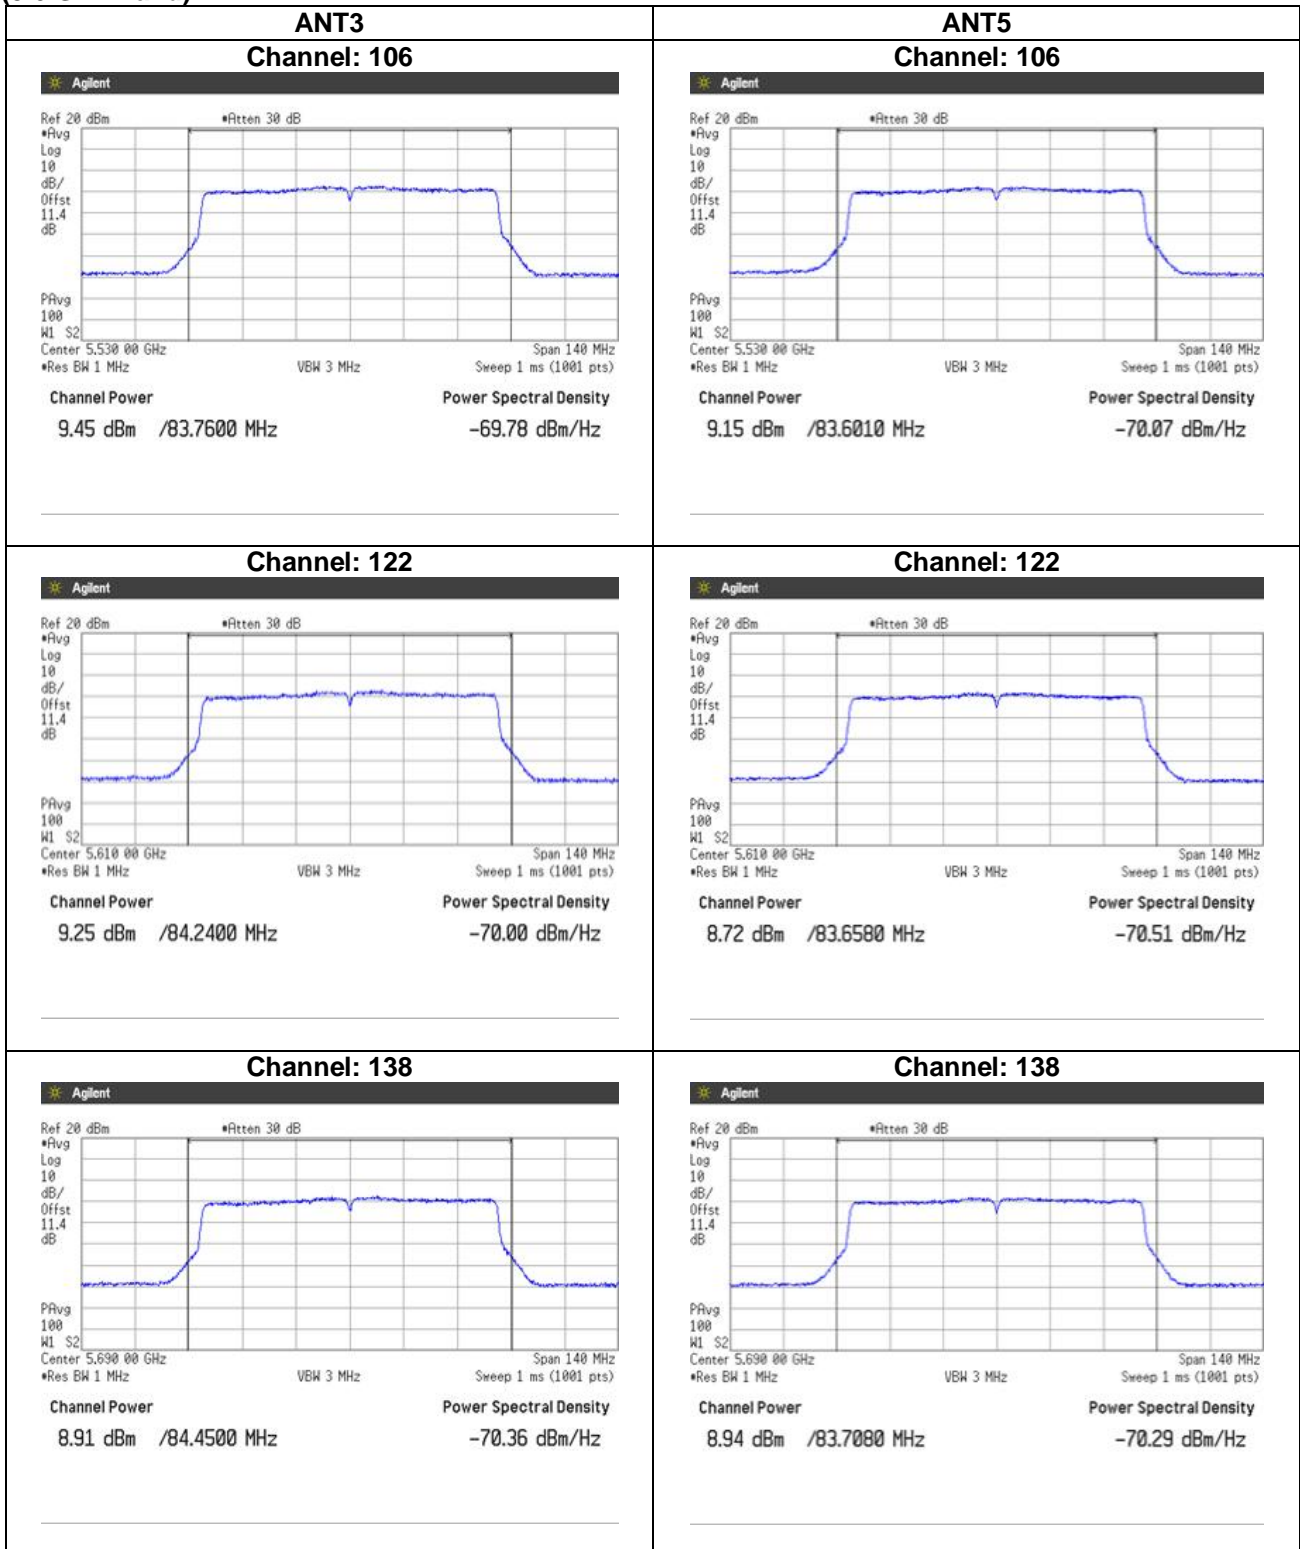 ANT3 ANT5
Channel: 106 Channel: 106
Agilent Agilent
Ref 20 dBm #Atten 30 dB Ref 20 dBm #Atten 30 dB
#Avg #Avg
Log Log
10 10
dB/ dB/
Offst Offst
11.4 11.4
dB dB
PAvg PAvg
100 100
W1 S2 W1 S2
Center 5.530 00 GHz Span 140 MHz Center 5.530 00 GHz Span 140 MHz
#Res BW 1 MHz VBW 3 MHz Sweep 1 ms (1001 pts) #Res BW 1 MHz VBW 3 MHz Sweep 1 ms (1001 pts)
Channel Power Power Spectral Density Channel Power Power Spectral Density
9.45 dBm /83.7600 MHz -69.78 dBm/Hz 9.15 dBm /83.6010 MHz -70.07 dBm/Hz
Channel: 122 Channel: 122
Agilent Agilent
Ref 20 dBm #Atten 30 dB Ref 20 dBm #Atten 30 dB
#Avg #Avg
Log Log
10 10
dB/ dB/
Offst Offst
11.4 11.4
dB dB
PAvg PAvg
100 100
W1 S2 W1 S2
Center 5.610 00 GHz Span 140 MHz Center 5.610 00 GHz Span 140 MHz
#Res BW 1 MHz VBW 3 MHz Sweep 1 ms (1001 pts) #Res BW 1 MHz VBW 3 MHz Sweep 1 ms (1001 pts)
Channel Power Power Spectral Density Channel Power Power Spectral Density
9.25 dBm /84.2400 MHz -70.00 dBm/Hz 8.72 dBm /83.6580 MHz -70.51 dBm/Hz
Channel: 138 Channel: 138
Agilent Agilent
Ref 20 dBm #Atten 30 dB Ref 20 dBm #Atten 30 dB
#Avg #Avg
Log Log
10 10
dB/ dB/
Offst Offst
11.4 11.4
dB dB
PAvg PAvg
100 100
W1 S2 W1 S2
Center 5.690 00 GHz Span 140 MHz Center 5.690 00 GHz Span 140 MHz
#Res BW 1 MHz VBW 3 MHz Sweep 1 ms (1001 pts) #Res BW 1 MHz VBW 3 MHz Sweep 1 ms (1001 pts)
Channel Power Power Spectral Density Channel Power Power Spectral Density
8.91 dBm /84.4500 MHz -70.36 dBm/Hz 8.94 dBm /83.7080 MHz -70.29 dBm/Hz